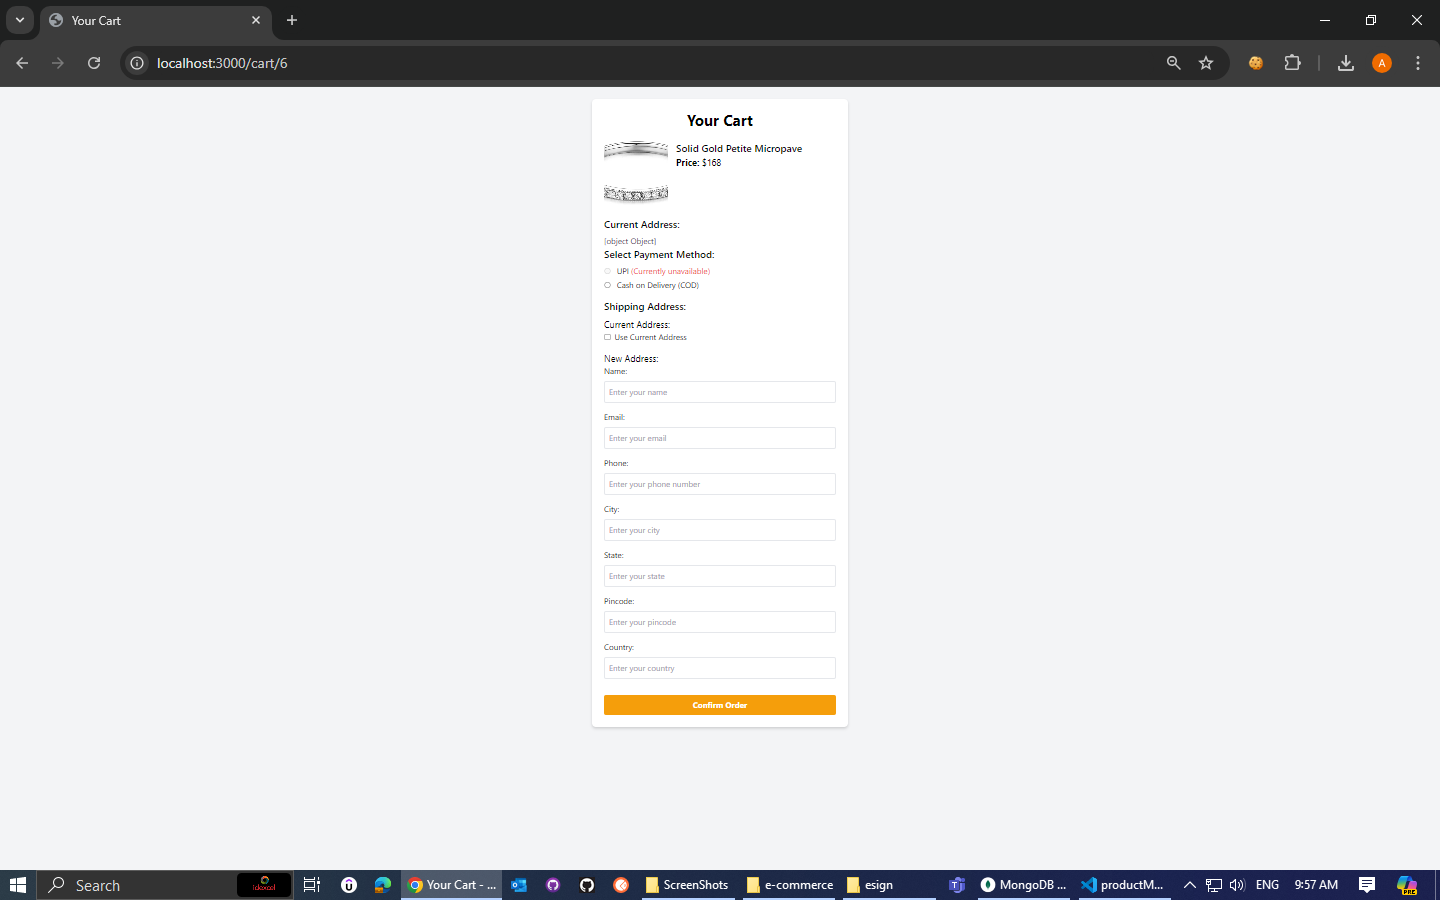 Your Cart
localhost:3000/cart/6
A
Your Cart
Solid Gold Petite Micropave
Price: $168
Current Address:
[object Object]
Select Payment Method:
UPI (Currently unavailable)
Cash on Delivery (COD)
Shipping Address:
Current Address:
Use Current Address
New Address:
Name:
Enter your name
Email:
Enter your email
Phone:
Enter your phone number
City:
Enter your city
State:
Enter your state
Pincode:
Enter your pincode
Country:
Enter your country
Confirm Order
Search
idexcel
Your Cart - ...
ScreenShots
e-commerce
esign
MongoDB ...
productM...
ENG
9:57 AM
PRE